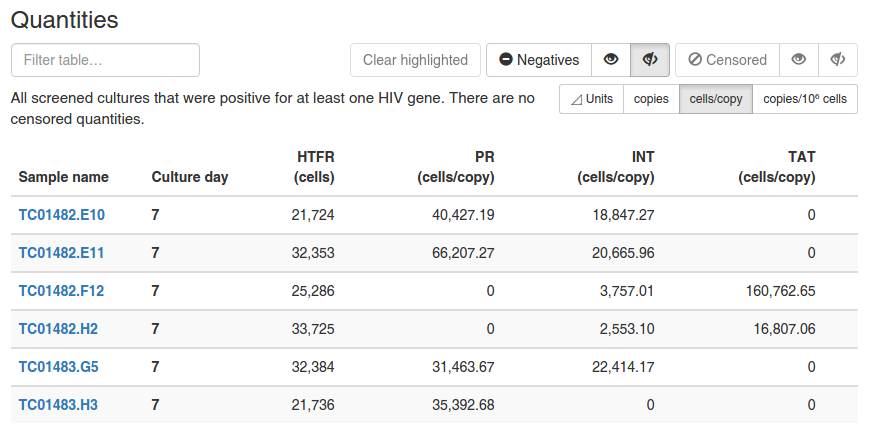 Quantities
Filter table…
Clear highlighted
Negatives
Censored
All screened cultures that were positive for at least one HIV gene. There are no
censored quantities.
Units copies cells/copy copies/10⁶ cells
HTFR PR INT TAT
Sample name Culture day (cells) (cells/copy) (cells/copy) (cells/copy)
TC01482.E10 7 21,724 40,427.19 18,847.27 0
TC01482.E11 7 32,353 66,207.27 20,665.96 0
TC01482.F12 7 25,286 0 3,757.01 160,762.65
TC01482.H2 7 33,725 0 2,553.10 16,807.06
TC01483.G5 7 32,384 31,463.67 22,414.17 0
TC01483.H3 7 21,736 35,392.68 0 0